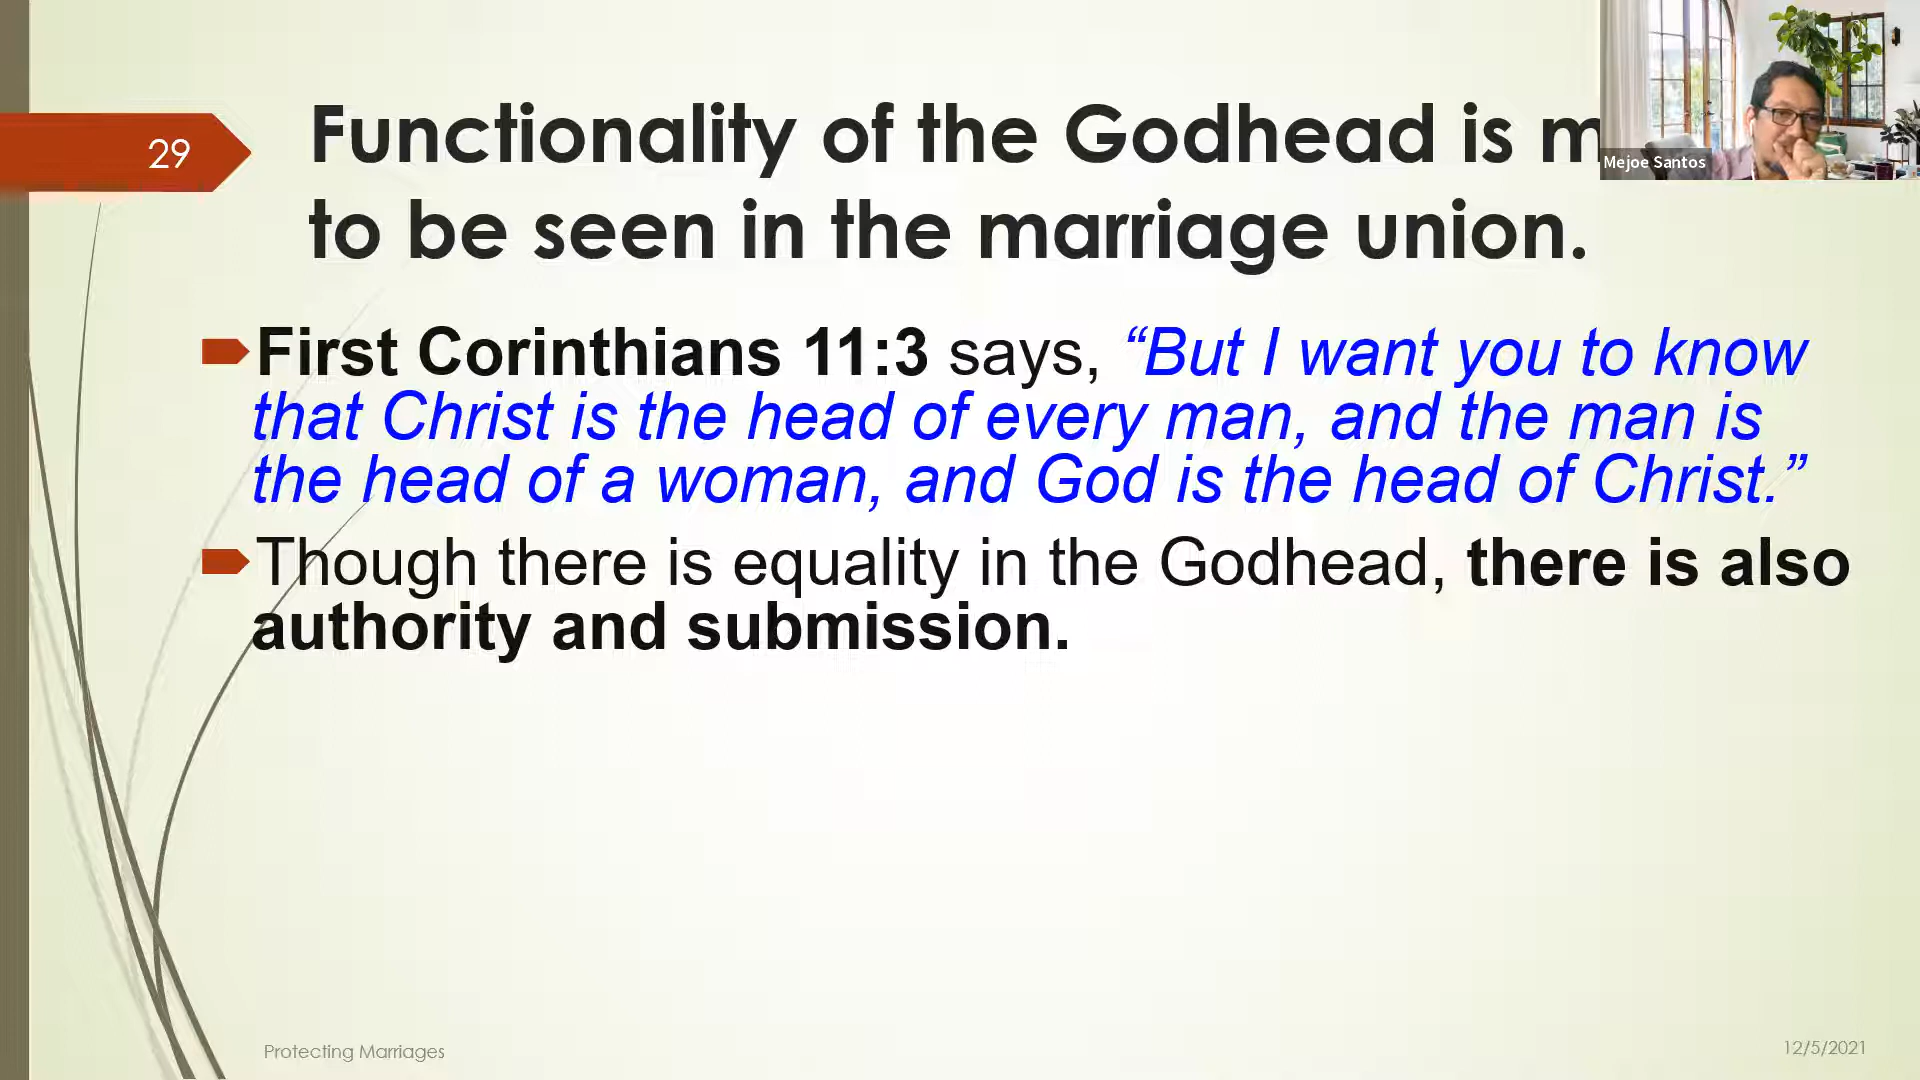 29
Functionality of the Godhead is
to be seen in the marriage union.
First Corinthians 11:3 says, “But I want you to know
that Christ is the head of every man, and the man is
the head of a woman, and God is the head of Christ.”
Though there is equality in the Godhead, there is also
authority and submission.
Mejoe Santos
Protecting Marriages
12/5/2021